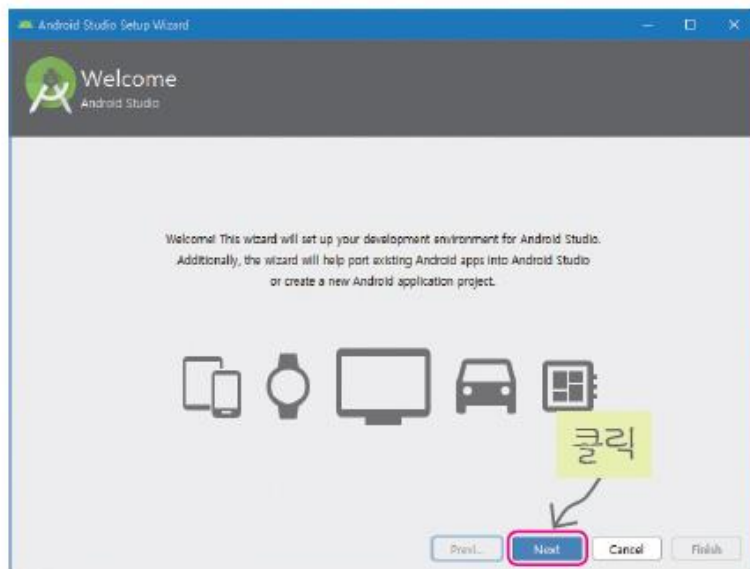 Android Studio Setup Wizard
Welcome
Android Studio
Welcome! This wizard will set up your development environment for Android Studio.
Additionally, the wizard will help port existing Android apps into Android Studio
or create a new Android application project.
클릭
Previ...
Next
Cancel
Finish